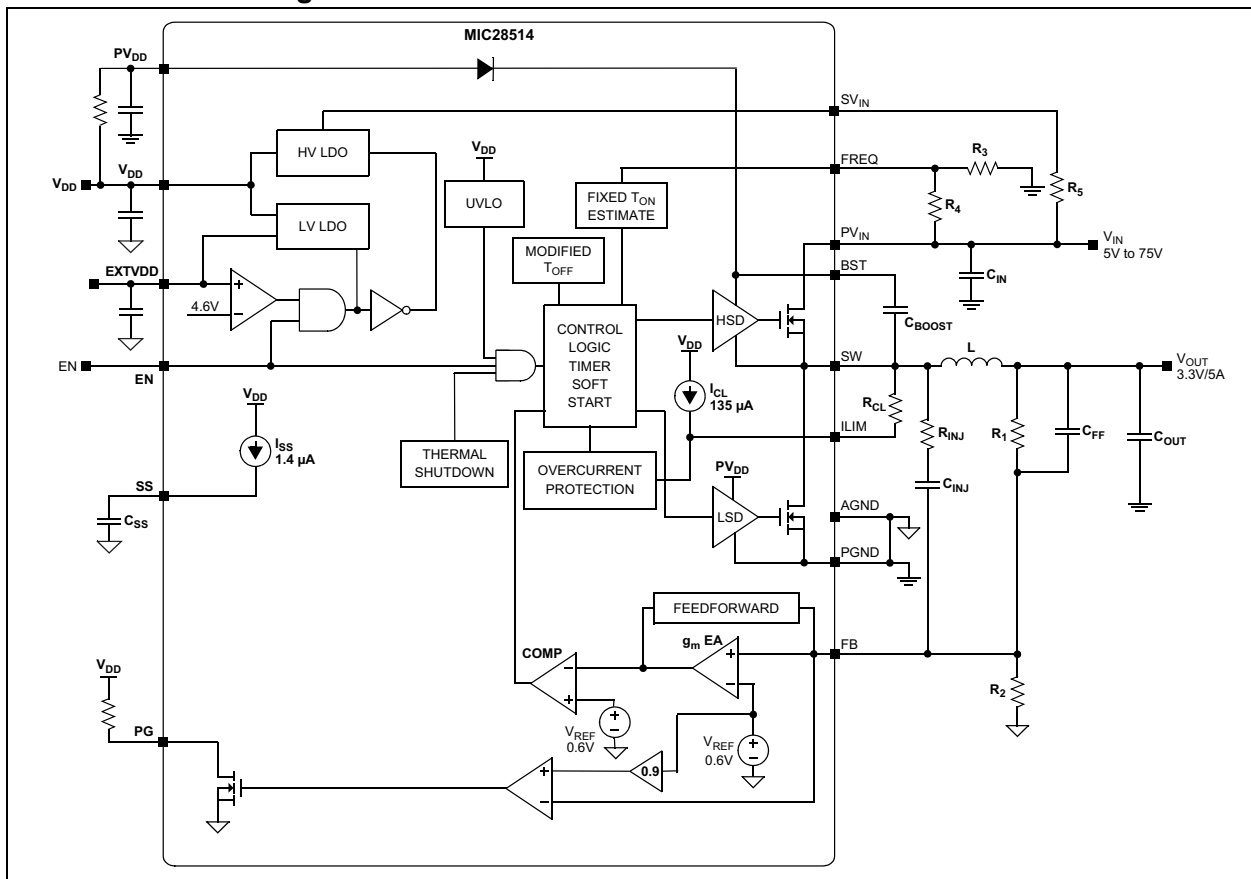 MIC28514
PVDD
SVIN
HV LDO
VDD
FREQ
R3
VDD
VDD
UVLO
FIXED TON
ESTIMATE
R4
R5
LV LDO
MODIFIED
TOFF
PVIN
VIN
5V to 75V
BST
CIN
EXTVDD
+
−
4.6V
CONTROL
LOGIC
TIMER
SOFT
START
HSD
CBOOST
VDD
SW
L
VOUT
3.3V/5A
EN
EN
ICL
135 µA
RCL
VDD
ILIM
RINJ
R1
CFF
COUT
ISS
1.4 µA
THERMAL
SHUTDOWN
OVERCURRENT
PROTECTION
PVDD
CINJ
SS
CSS
LSD
AGND
PGND
FEEDFORWARD
gm EA
COMP
FB
+
−
−
+
VDD
R2
+
−
VREF
0.6V
+
−
VREF
0.6V
PG
0.9
+
−